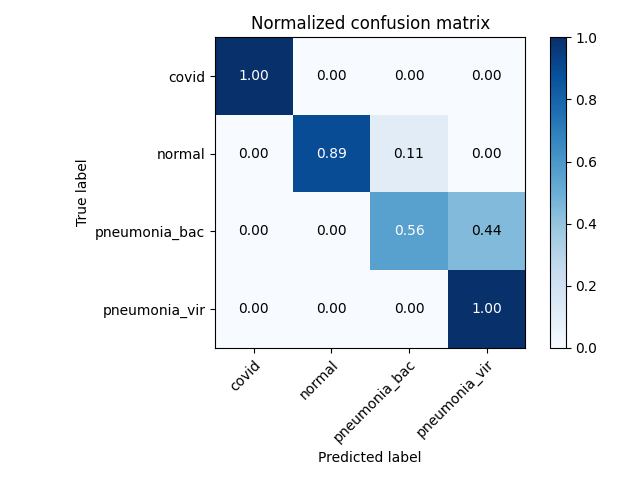 Normalized confusion matrix
True label
covid 1.00 0.00 0.00 0.00
normal 0.00 0.89 0.11 0.00
pneumonia_bac 0.00 0.00 0.56 0.44
pneumonia_vir 0.00 0.00 0.00 1.00
covid normal pneumonia_bac pneumonia_vir
Predicted label
1.0
0.8
0.6
0.4
0.2
0.0